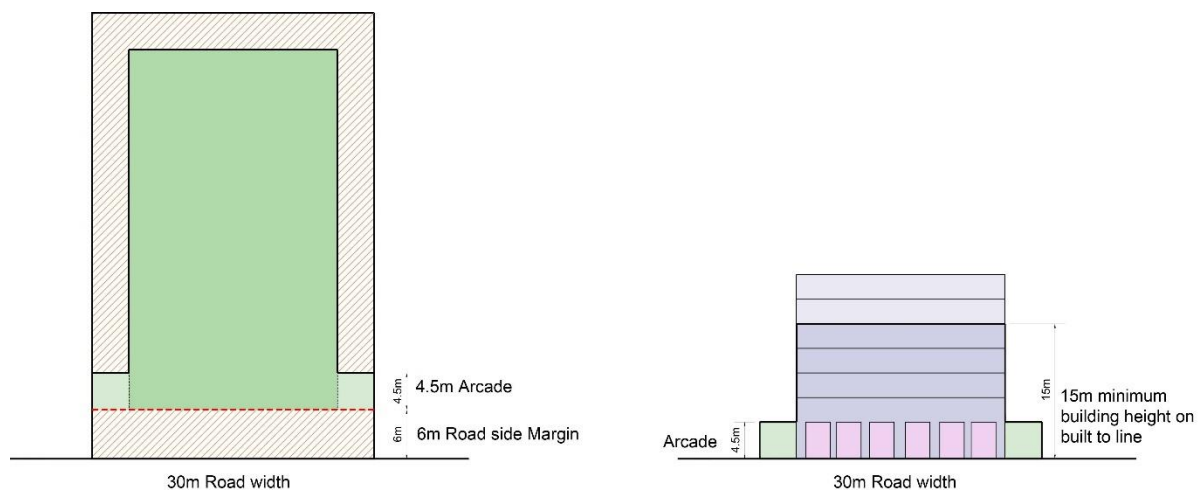 4.5m
4.5m Arcade
6m
6m Road side Margin
30m Road width
Arcade
4.5m
15m
15m minimum
building height on
built to line
30m Road width